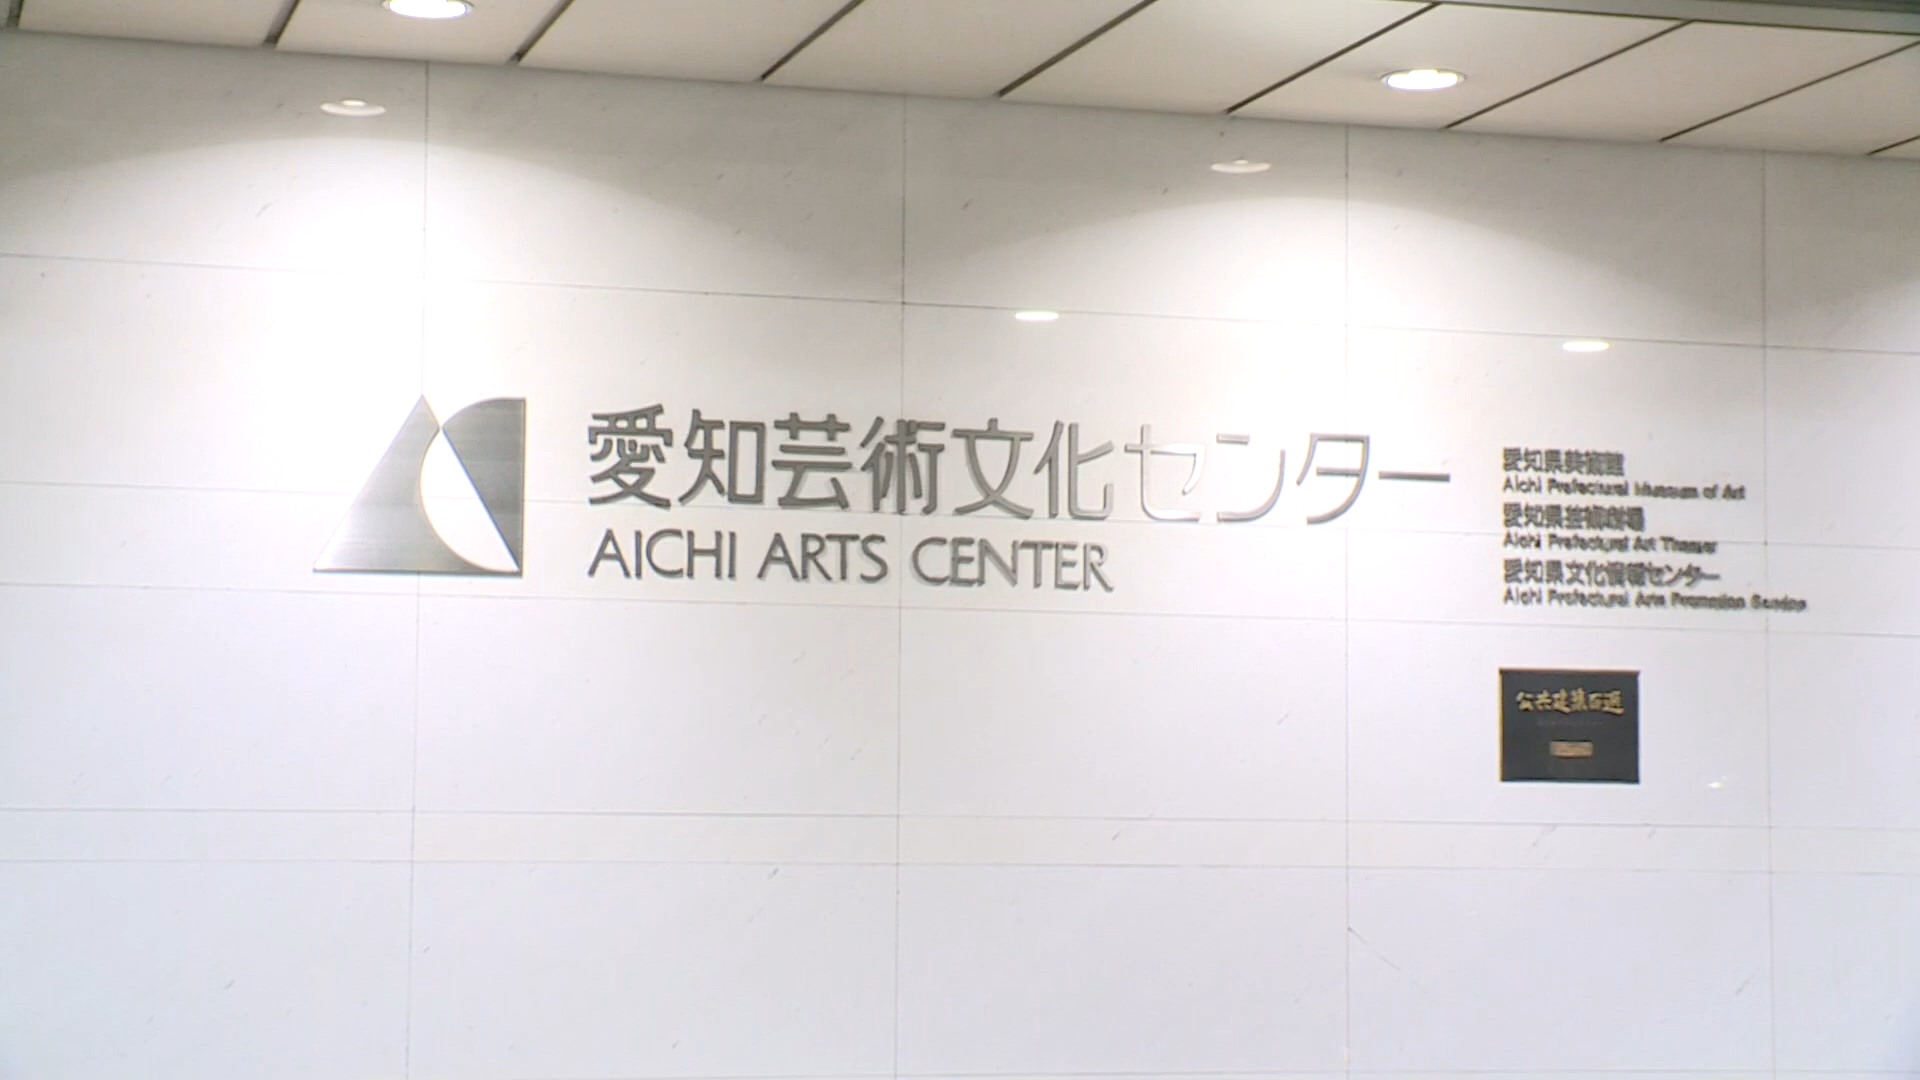 愛知芸術文化センター
AICHI ARTS CENTER
愛知県美術館
Aichi Prefectural Museum of Art
愛知県芸術劇場
Aichi Prefectural Art Theater
愛知県文化情報センター
Aichi Prefectural Arts Promotion Service
公共建築百選